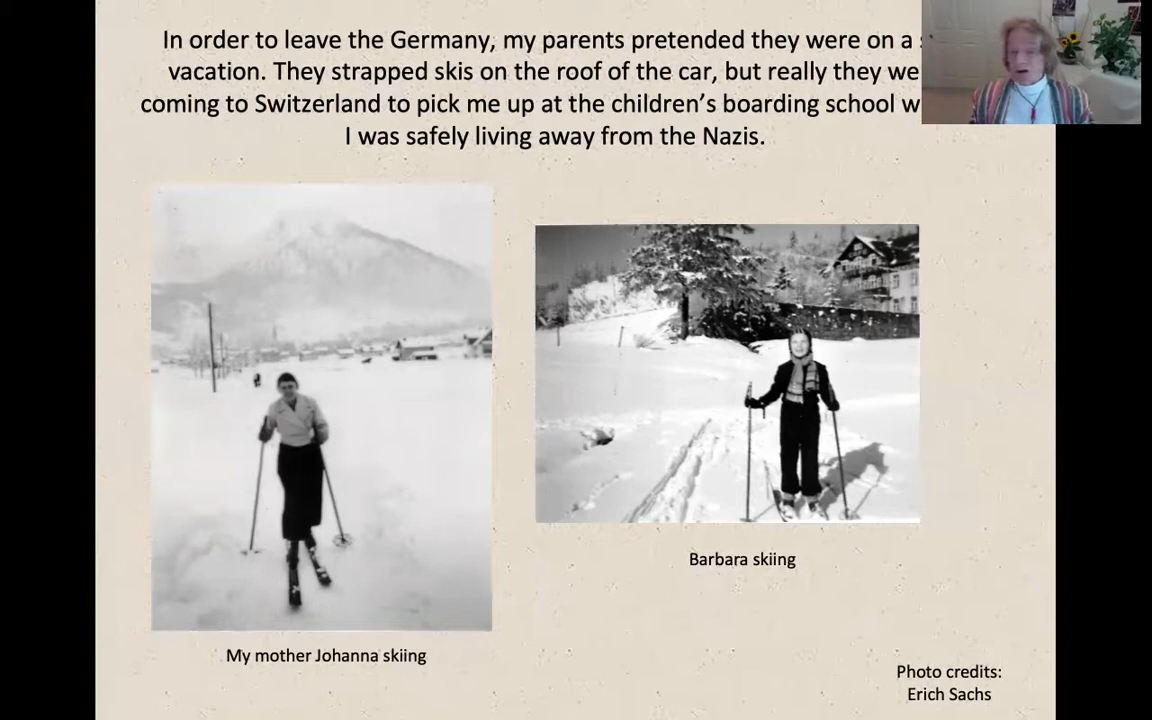 In order to leave the Germany, my parents pretended they were on a
vacation. They strapped skis on the roof of the car, but really they
coming to Switzerland to pick me up at the children’s boarding school
I was safely living away from the Nazis.
My mother Johanna skiing
Barbara skiing
Photo credits:
Erich Sachs